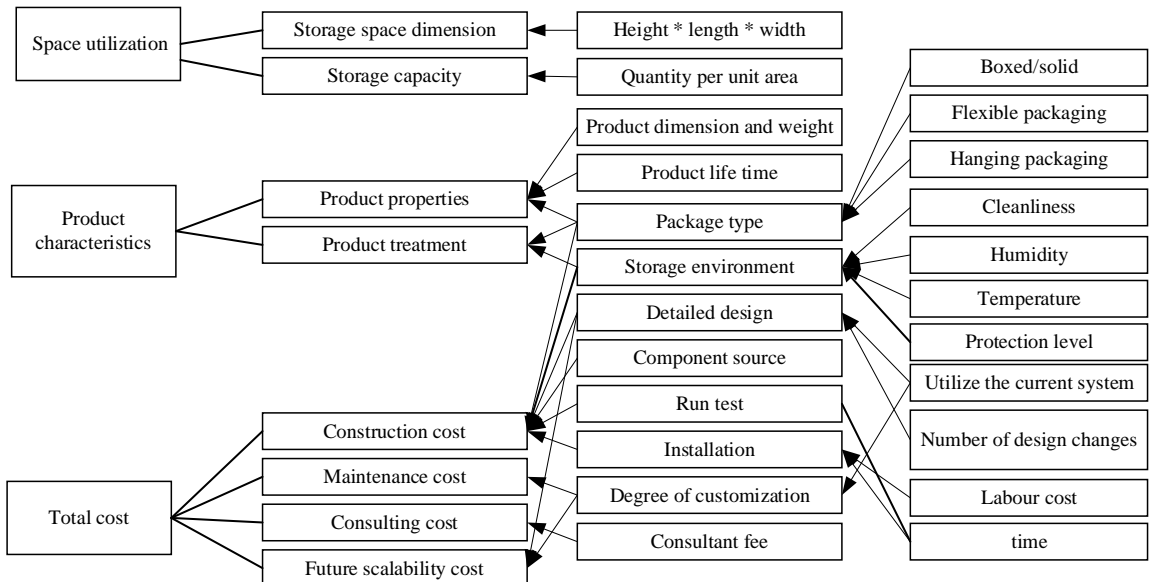 Space utilization
Storage space dimension
Storage capacity
Height * length * width
Quantity per unit area
Product
characteristics
Product properties
Product treatment
Product dimension and weight
Product life time
Package type
Storage environment
Detailed design
Component source
Run test
Installation
Degree of customization
Consultant fee
Total cost
Construction cost
Maintenance cost
Consulting cost
Future scalability cost
Boxed/solid
Flexible packaging
Hanging packaging
Cleanliness
Humidity
Temperature
Protection level
Utilize the current system
Number of design changes
Labour cost
time